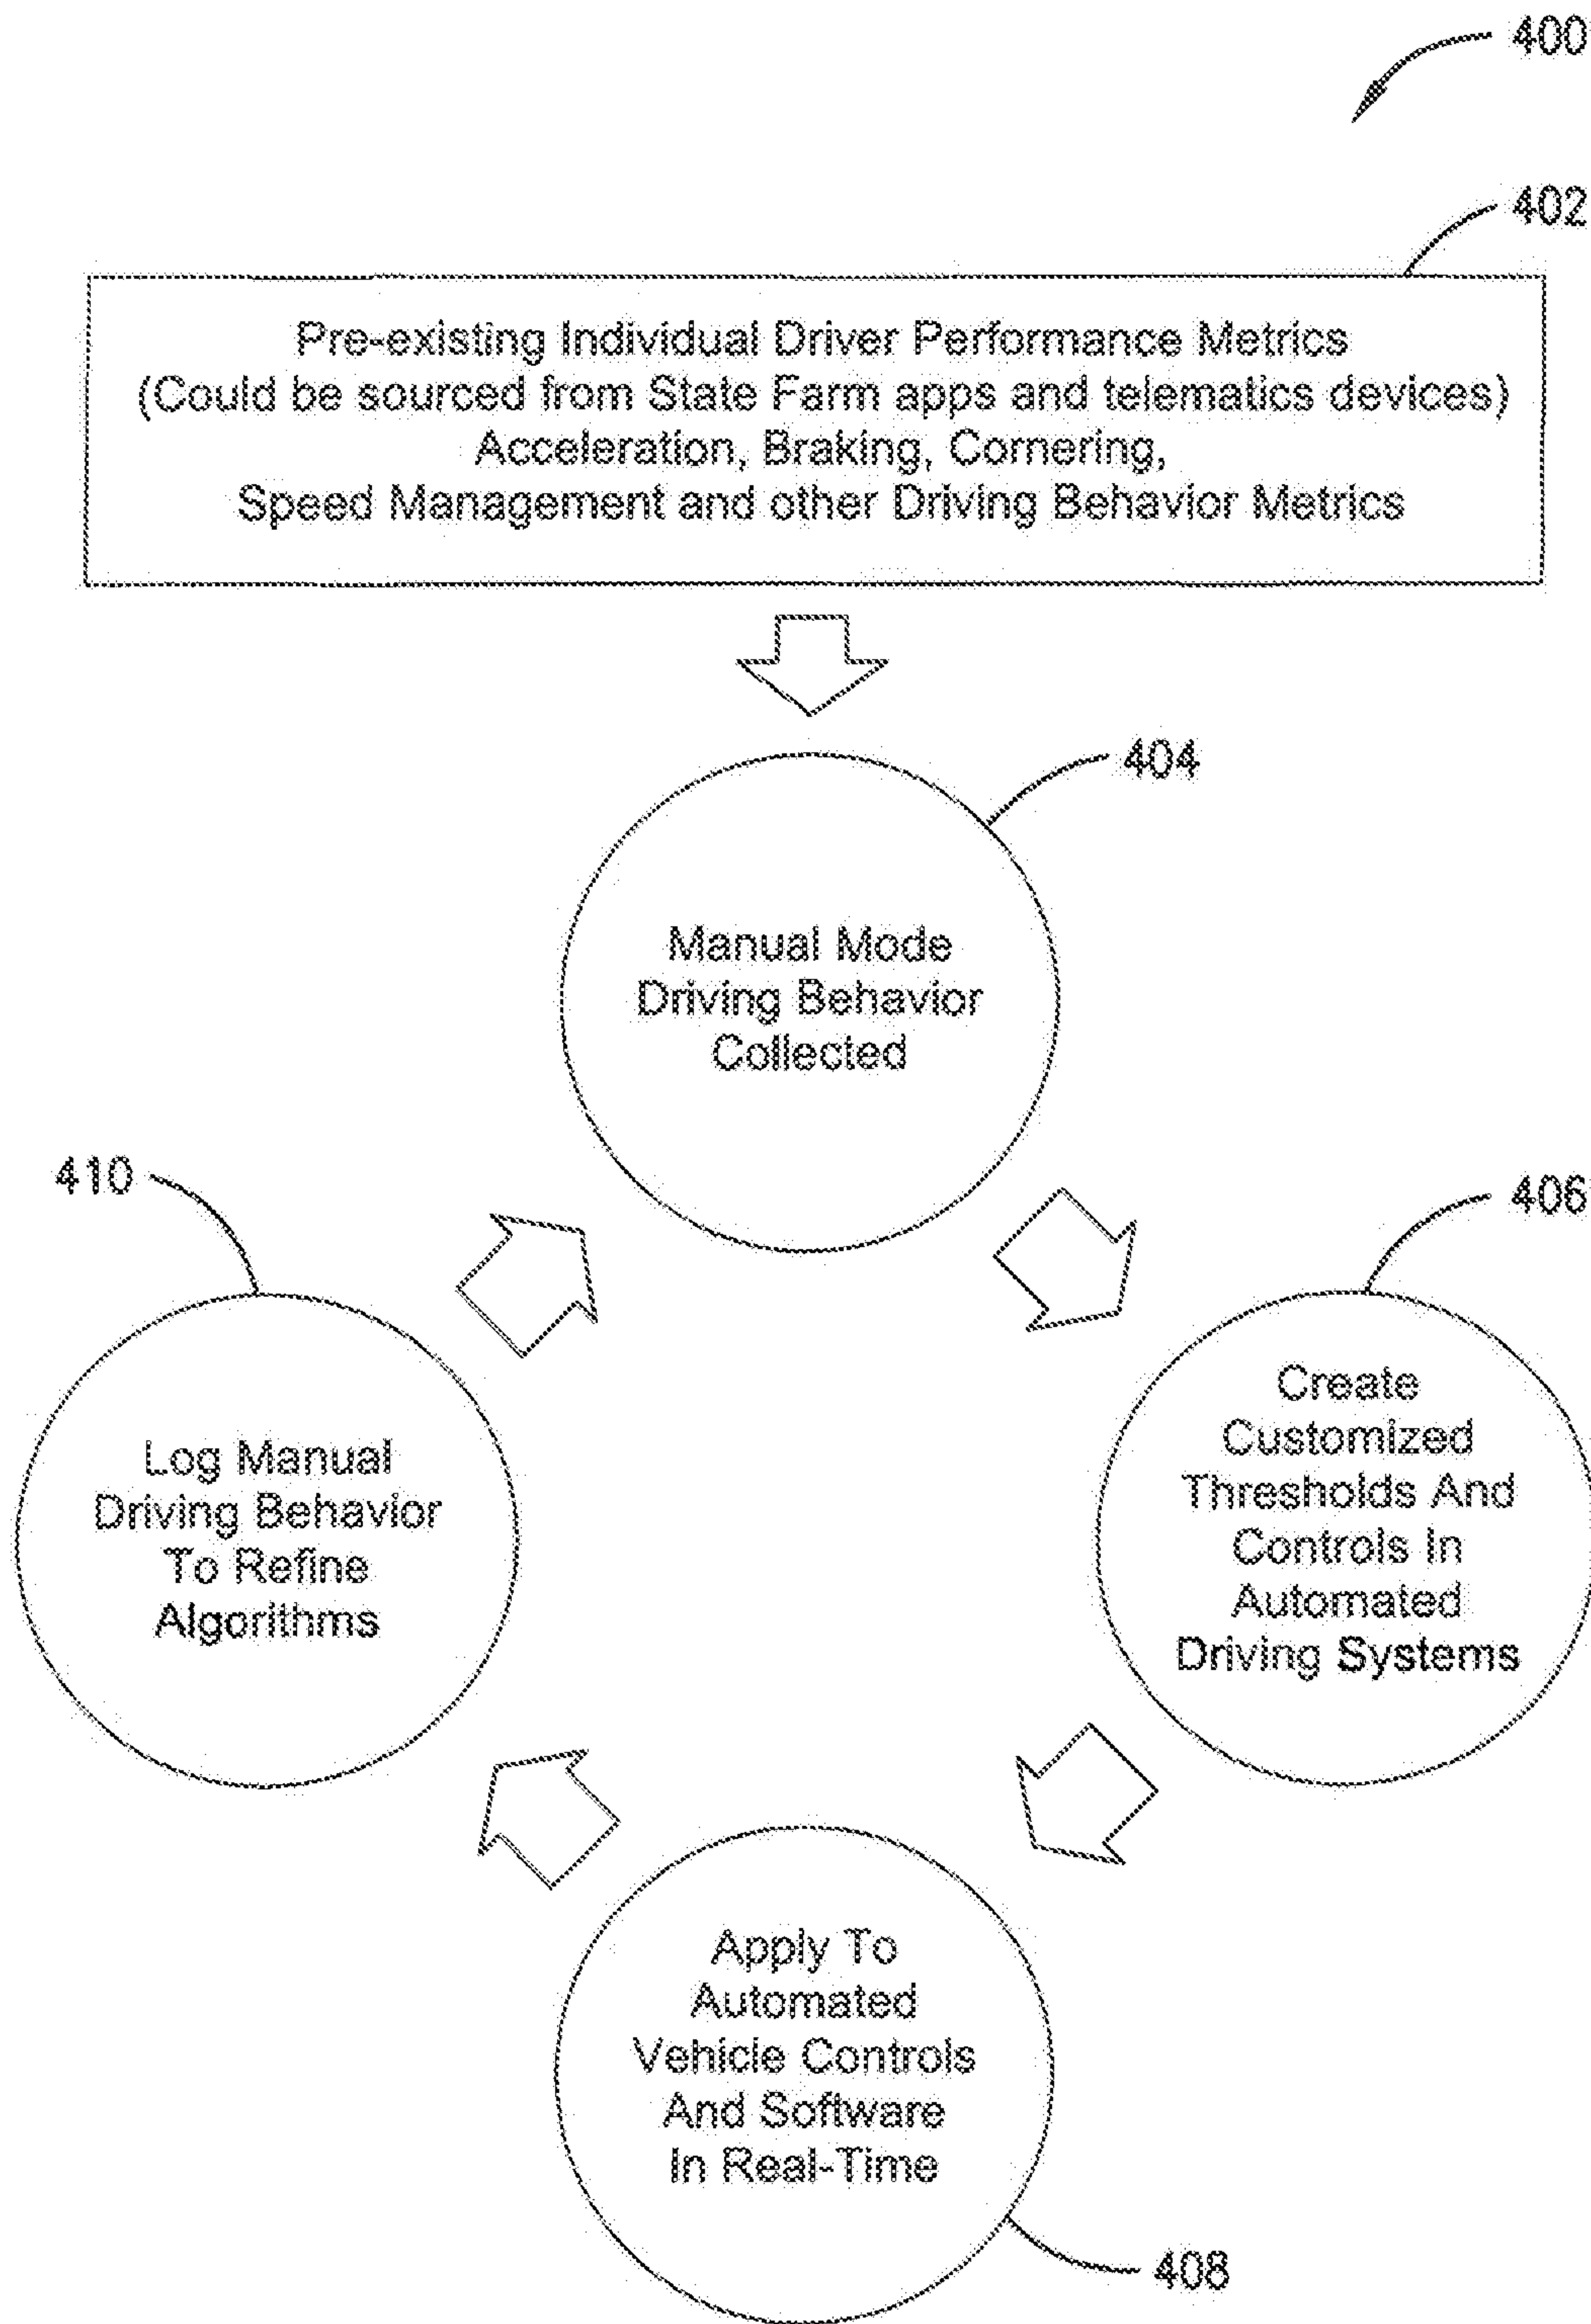 400
402
Pre-existing Individual Driver Performance Metrics
(Could be sourced from State Farm apps and telematics devices)
Acceleration, Braking, Cornering,
Speed Management and other Driving Behavior Metrics
404
Manual Mode
Driving Behavior
Collected
410
406
Log Manual
Driving Behavior
To Refine
Algorithms
Create
Customized
Thresholds And
Controls In
Automated
Driving Systems
Apply To
Automated
Vehicle Controls
And Software
In Real-Time
408